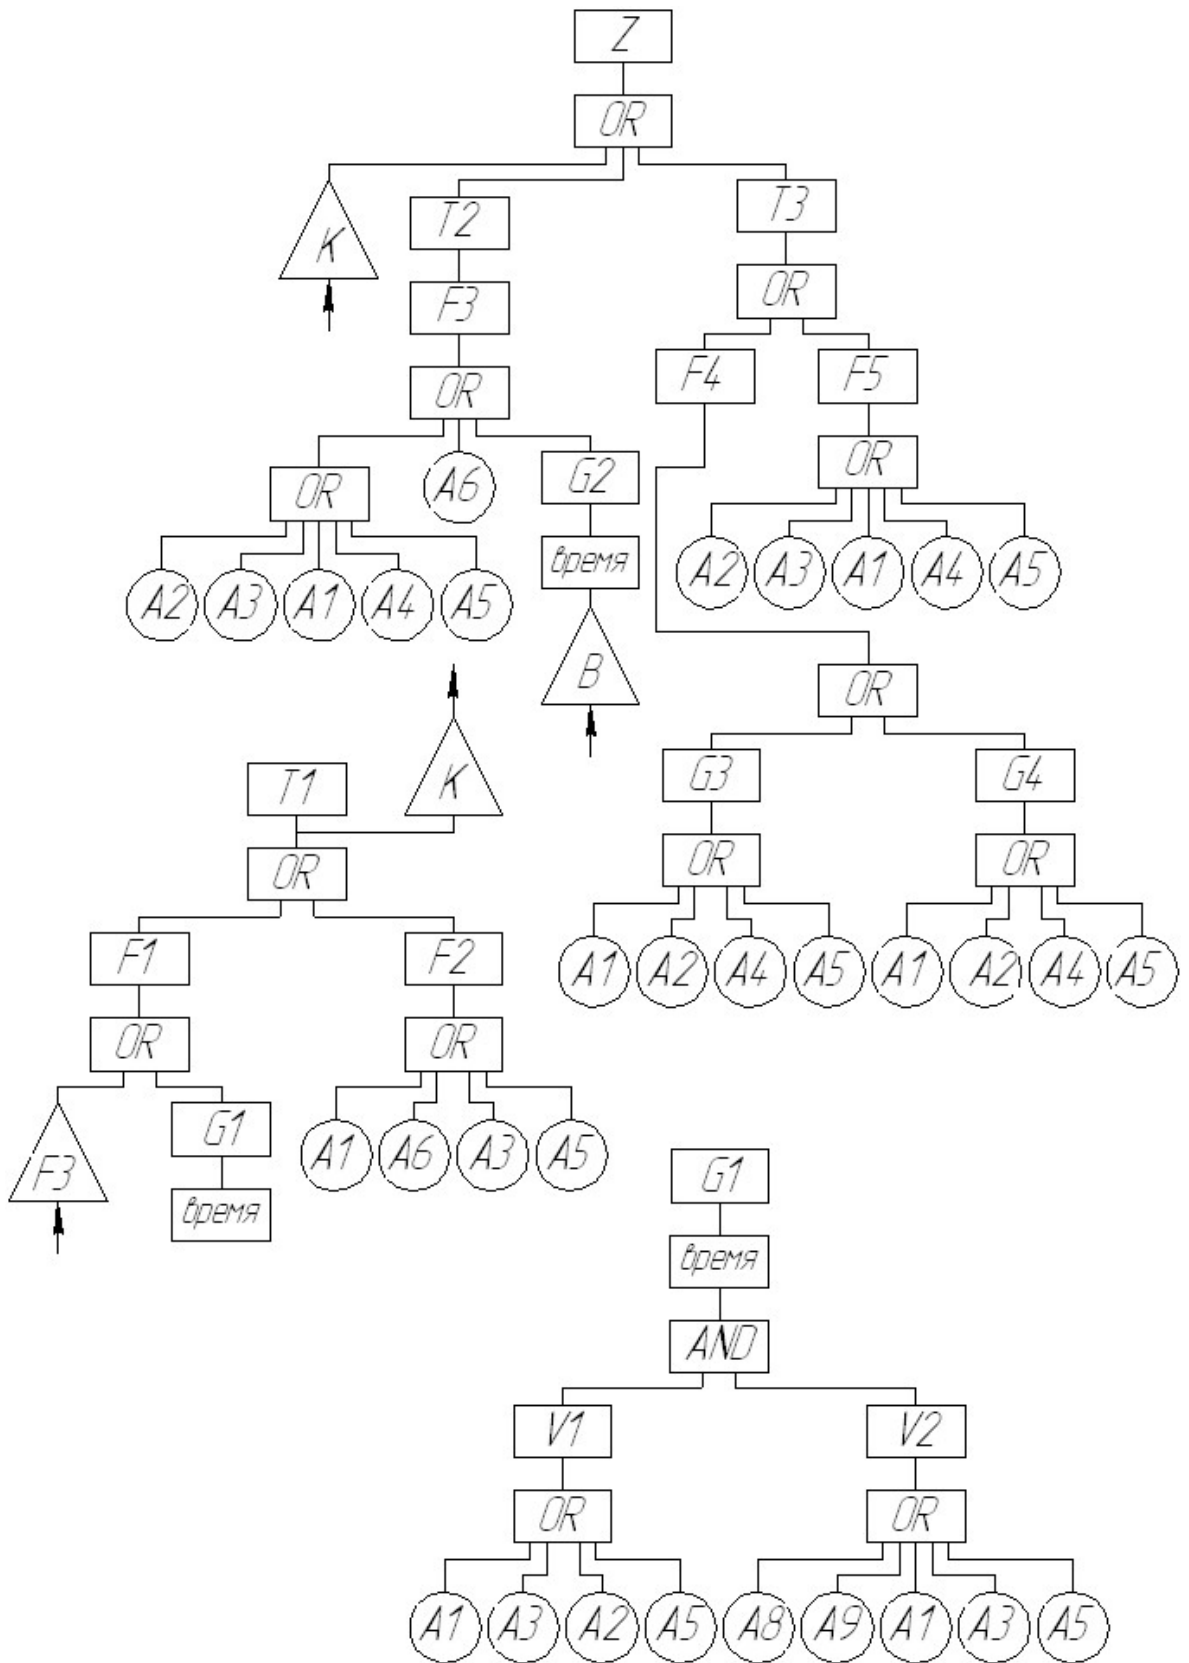 Z
OR
K
T2
T3
F3
OR
F4
F5
OR
OR
OR
A6
G2
A2 A3 A1 A4 A5
время
A2 A3 A1 A4 A5
B
OR
K
T1
G3
G4
OR
OR
OR
F1
F2
A1 A2 A4 A5
A1 A2 A4 A5
OR
OR
F3
G1
A1 A6 A3 A5
время
G1
время
AND
V1
V2
OR
OR
A1 A3 A2 A5
A8 A9 A1 A3 A5